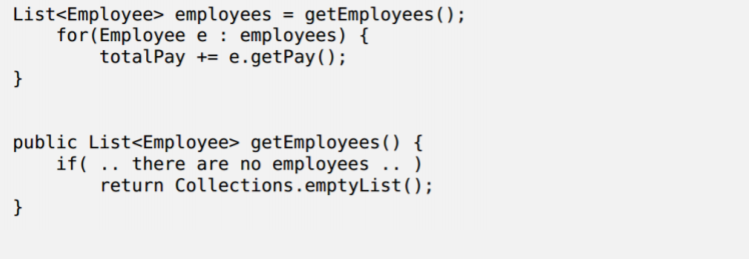 List<Employee> employees = getEmployees();
    for(Employee e : employees) {
        totalPay += e.getPay();
}
public List<Employee> getEmployees() {
    if( .. there are no employees .. )
        return Collections.emptyList();
}